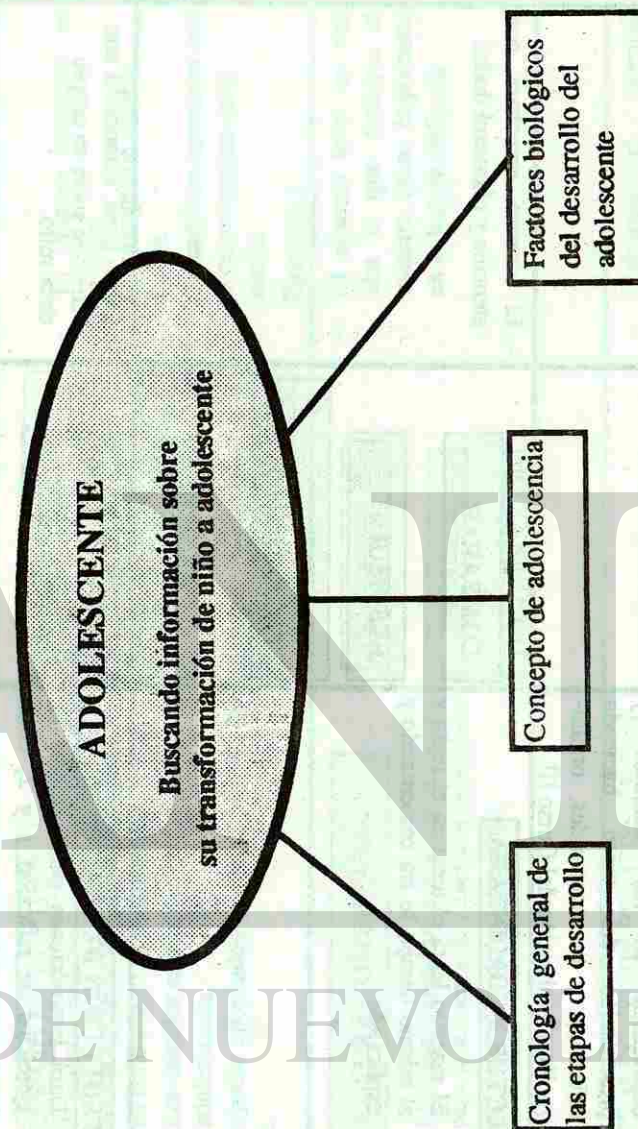 ADOLESCENTE
Buscando información sobre
su transformación de niño a adolescente
Cronología general de
las etapas de desarrollo
Concepto de adolescencia
Factores biológicos
del desarrollo del
adolescente
DE NUEVO LE